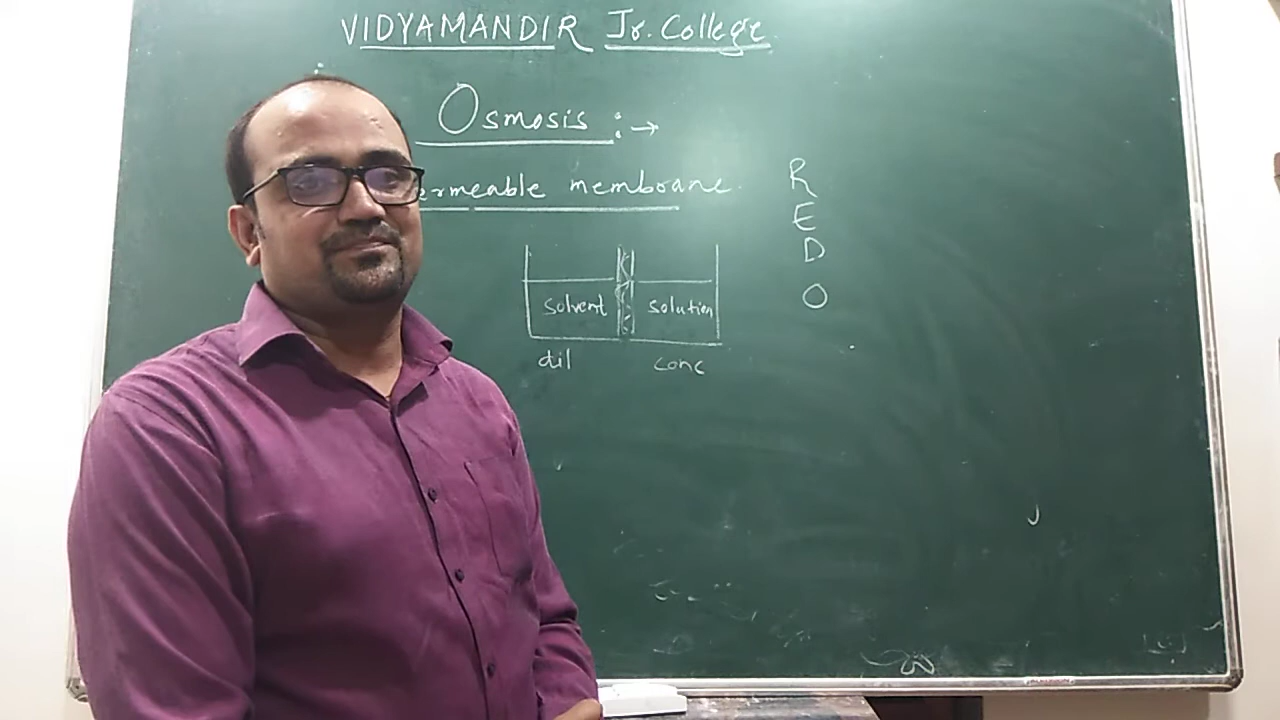 VIDYAMANDIR Jr. College
Osmosis :→
ermeable membrane.
R
E
D
O
solvent solution
dil conc